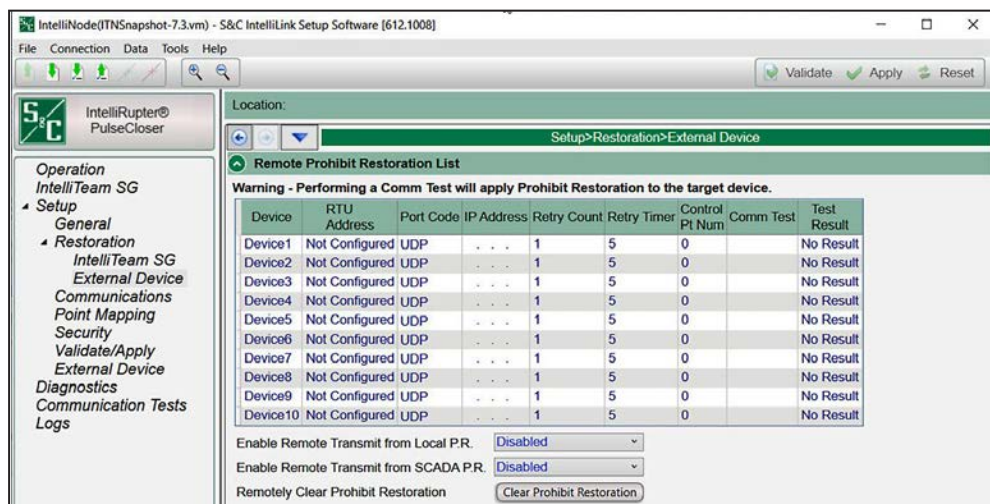 IntelliNode(ITNSnapshot-7.3.vm) - S&C IntelliLink Setup Software [612.1008]
File Connection Data Tools Help
Validate Apply Reset
S&C
IntelliRupter®
PulseCloser
Operation
IntelliTeam SG
Setup
General
Restoration
IntelliTeam SG
External Device
Communications
Point Mapping
Security
Validate/Apply
External Device
Diagnostics
Communication Tests
Logs
Location:
Setup>Restoration>External Device
Remote Prohibit Restoration List
Warning - Performing a Comm Test will apply Prohibit Restoration to the target device.
Device RTU Address Port Code IP Address Retry Count Retry Timer Control Pt Num Comm Test Test Result
Device1 Not Configured UDP . . . 1 5 0 No Result
Device2 Not Configured UDP . . . 1 5 0 No Result
Device3 Not Configured UDP . . . 1 5 0 No Result
Device4 Not Configured UDP . . . 1 5 0 No Result
Device5 Not Configured UDP . . . 1 5 0 No Result
Device6 Not Configured UDP . . . 1 5 0 No Result
Device7 Not Configured UDP . . . 1 5 0 No Result
Device8 Not Configured UDP . . . 1 5 0 No Result
Device9 Not Configured UDP . . . 1 5 0 No Result
Device10 Not Configured UDP . . . 1 5 0 No Result
Enable Remote Transmit from Local P.R. Disabled
Enable Remote Transmit from SCADA P.R. Disabled
Remotely Clear Prohibit Restoration Clear Prohibit Restoration